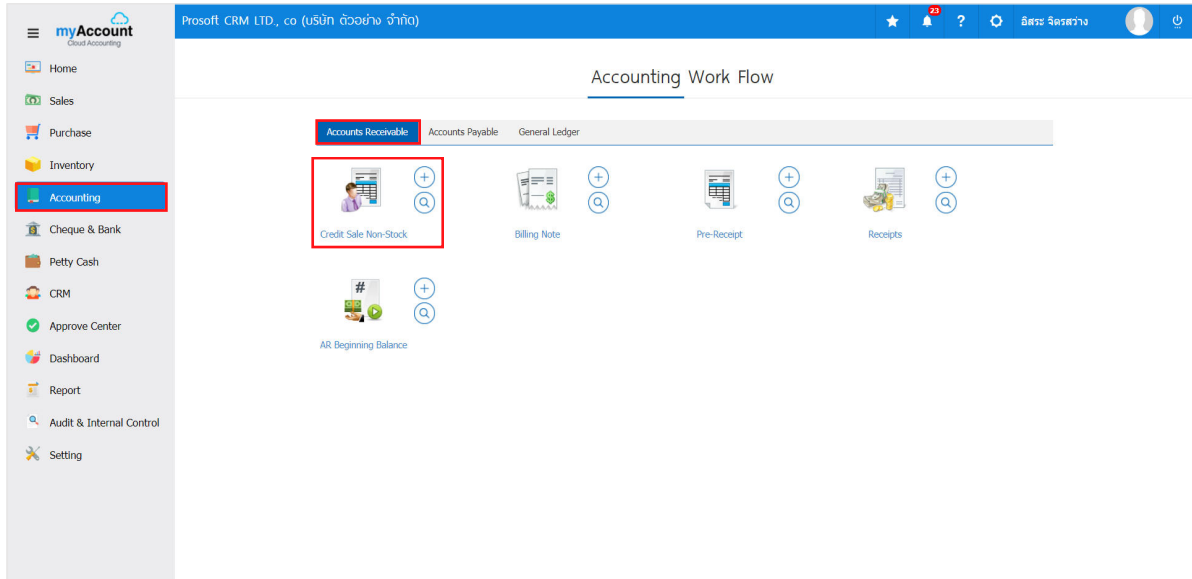 myAccount
Cloud Accounting
Prosoft CRM LTD., co (บริษัท ตัวอย่าง จำกัด)
23
?
อิสระ จิตรสว่าง
Home
Sales
Purchase
Inventory
Accounting
Cheque & Bank
Petty Cash
CRM
Approve Center
Dashboard
Report
Audit & Internal Control
Setting
Accounting Work Flow
Accounts Receivable
Accounts Payable
General Ledger
Credit Sale Non-Stock
Billing Note
Pre-Receipt
Receipts
#
AR Beginning Balance